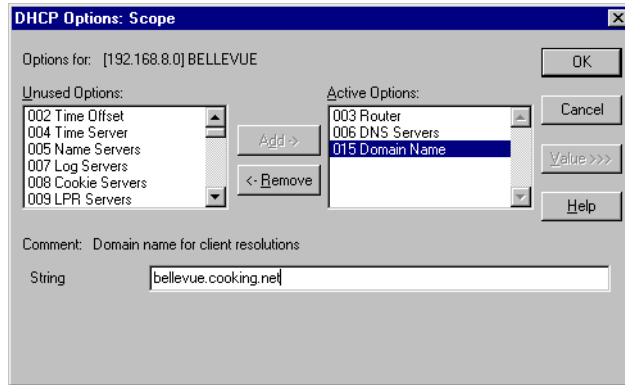 DHCP Options: Scope
Options for: [192.168.8.0] BELLEVUE
OK
Unused Options:
Active Options:
002 Time Offset
004 Time Server
005 Name Servers
007 Log Servers
008 Cookie Servers
009 LPR Servers
Add ->
<- Remove
003 Router
006 DNS Servers
015 Domain Name
Cancel
Value >>>
Help
Comment: Domain name for client resolutions
String bellevue.cooking.net